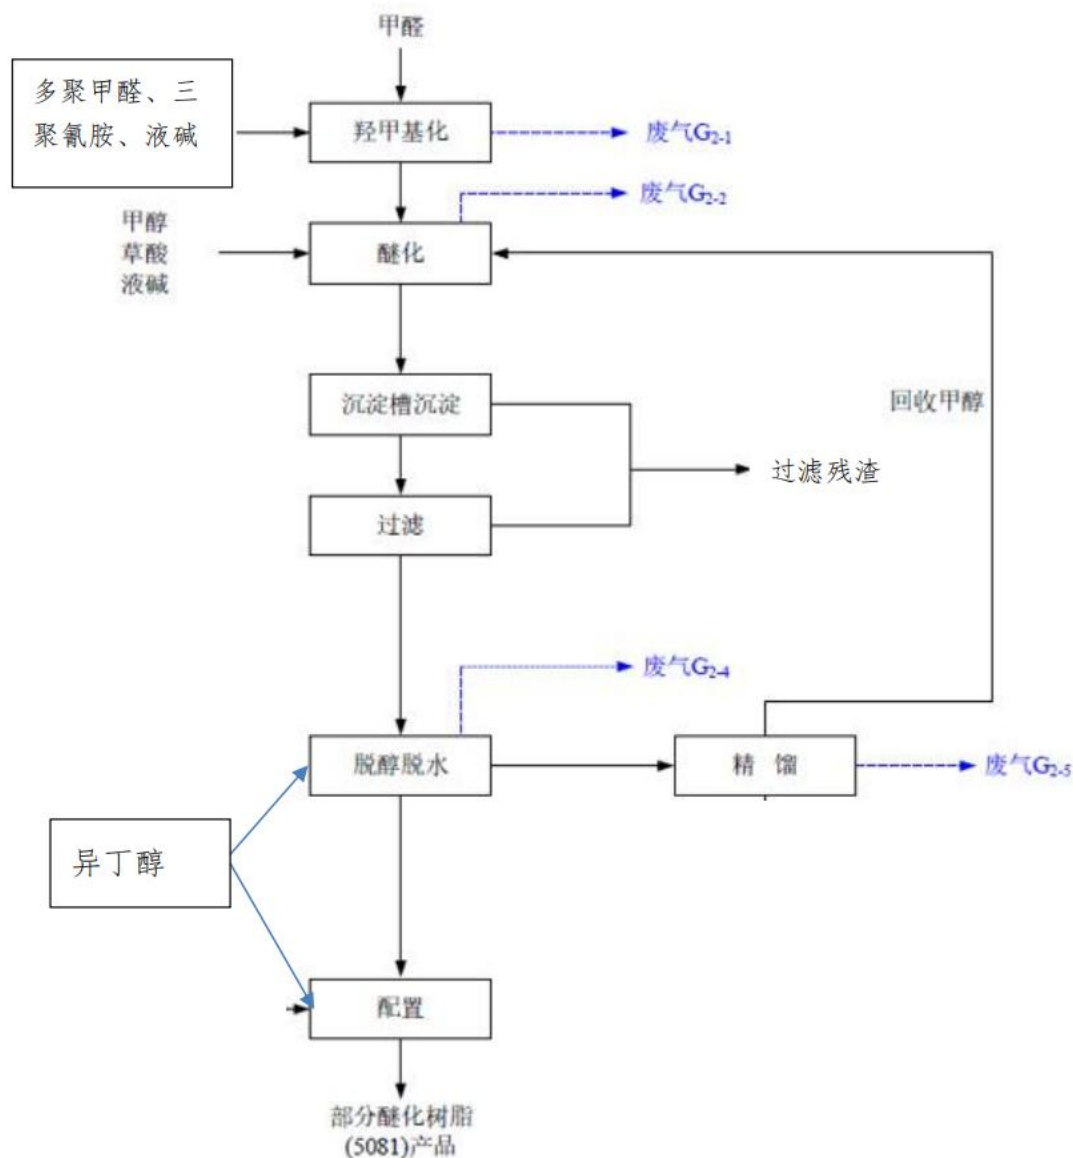 甲醛
多聚甲醛、三
聚氰胺、液碱
羟甲基化
废气G2-1
废气G2-2
甲醇
草酸
液碱
醚化
沉淀槽沉淀
回收甲醇
过滤残渣
过滤
废气G2-4
脱醇脱水
精 馏
废气G2-5
异丁醇
配置
部分醚化树脂
(5081)产品